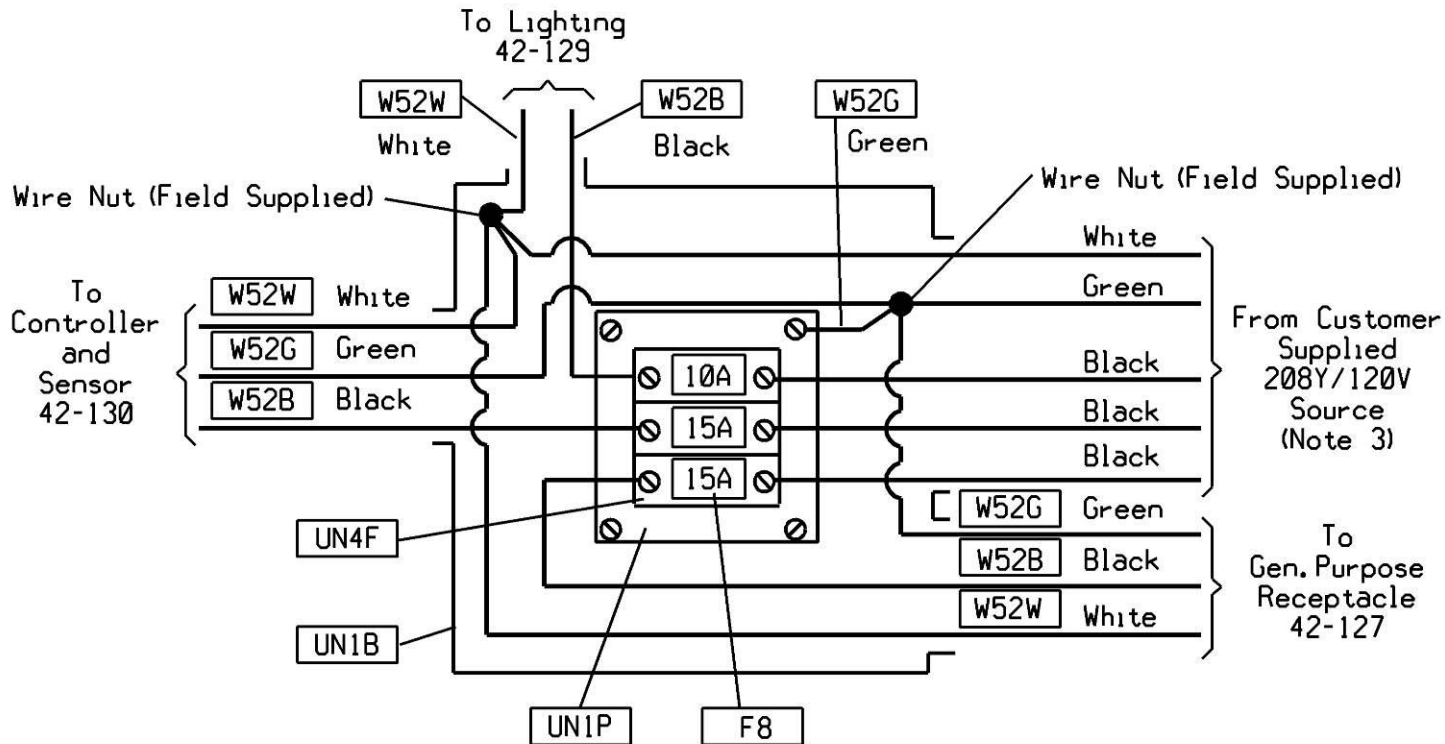 To Lighting
42-129
W52W
W52B
W52G
White
Black
Green
Wire Nut (Field Supplied)
Wire Nut (Field Supplied)
White
Green
Black
Black
Black
From Customer
Supplied
208Y/120V
Source
(Note 3)
To
Controller
and
Sensor
42-130
W52W White
W52G Green
W52B Black
10A
15A
15A
W52G Green
W52B Black
W52W White
To
Gen. Purpose
Receptacle
42-127
UN4F
UN1B
UN1P
F8